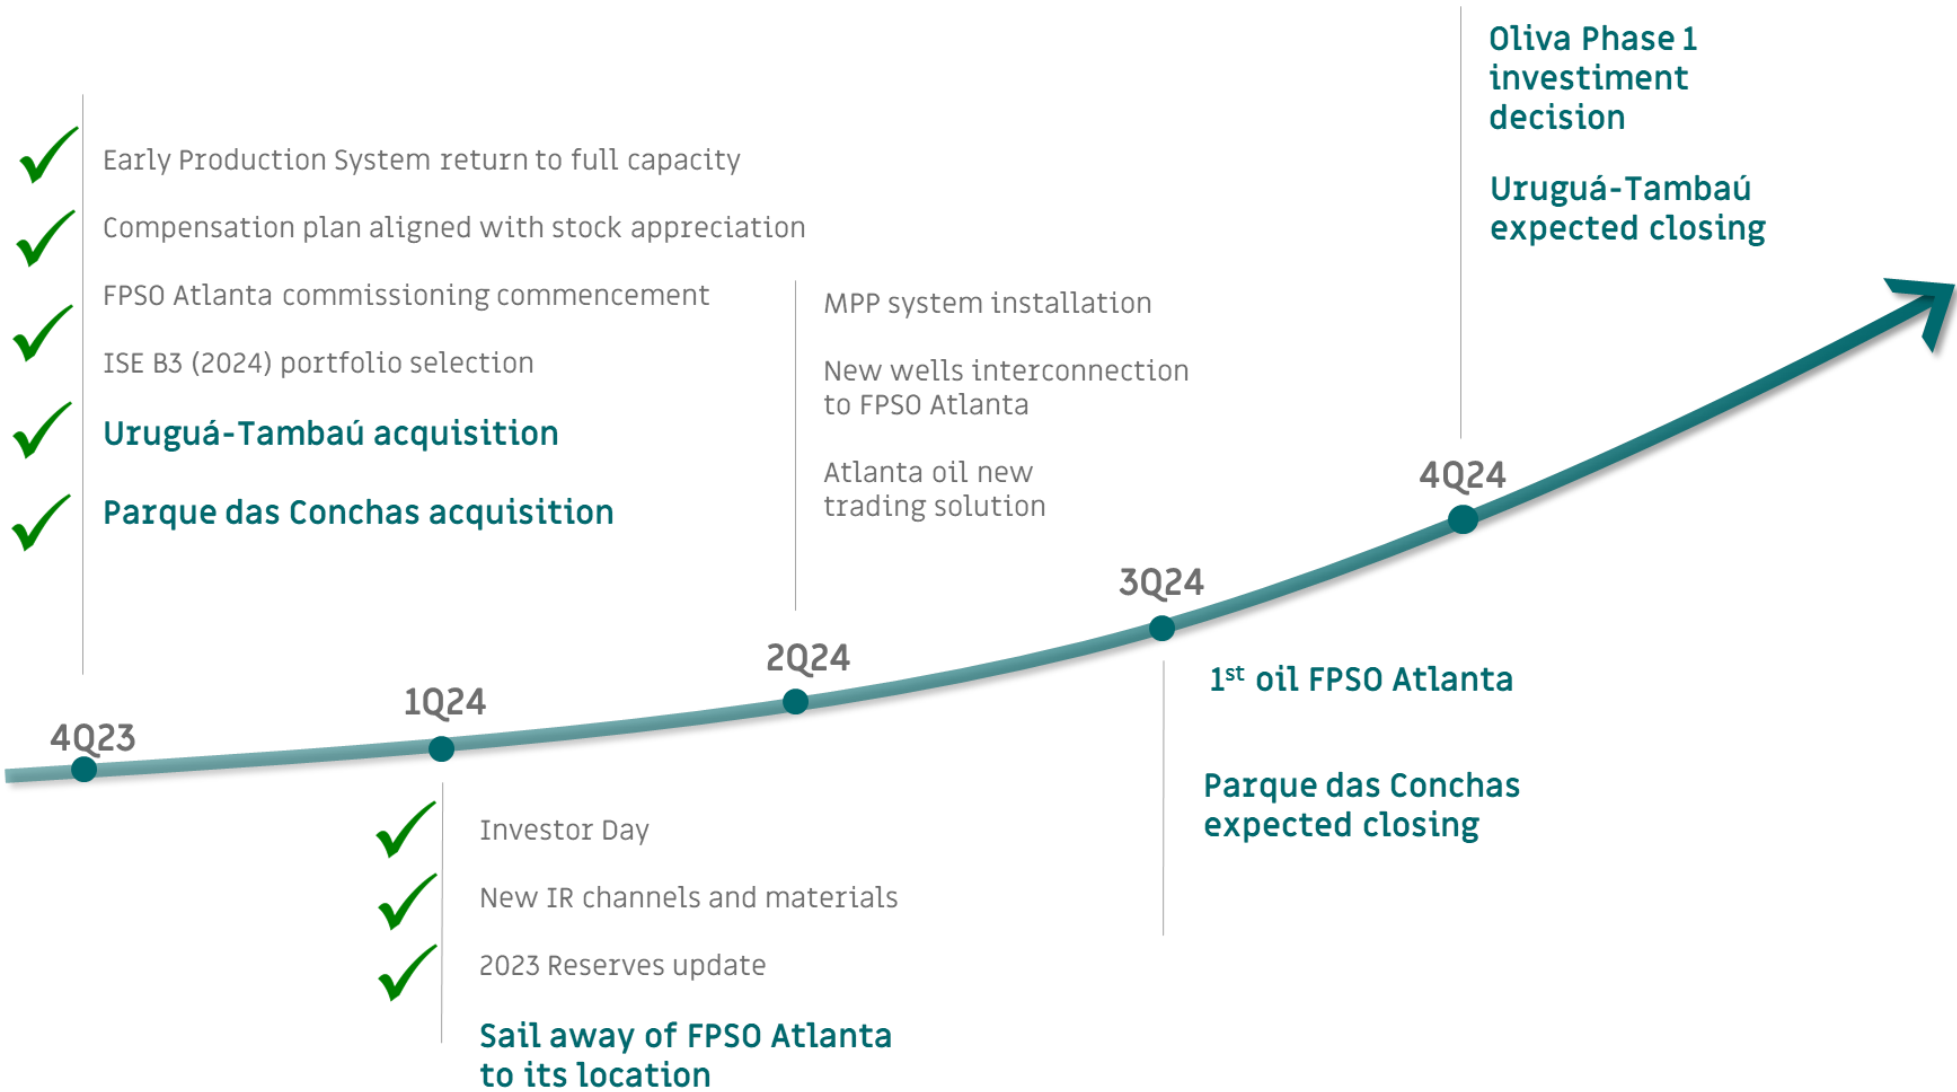 Early Production System return to full capacity
Compensation plan aligned with stock appreciation
FPSO Atlanta commissioning commencement
ISE B3 (2024) portfolio selection
Uruguá-Tambaú acquisition
Parque das Conchas acquisition
4Q23
1Q24
Investor Day
New IR channels and materials
2023 Reserves update
Sail away of FPSO Atlanta
to its location
MPP system installation
New wells interconnection
to FPSO Atlanta
Atlanta oil new
trading solution
2Q24
3Q24
1st oil FPSO Atlanta
Parque das Conchas
expected closing
Oliva Phase 1
investiment
decision
Uruguá-Tambaú
expected closing
4Q24